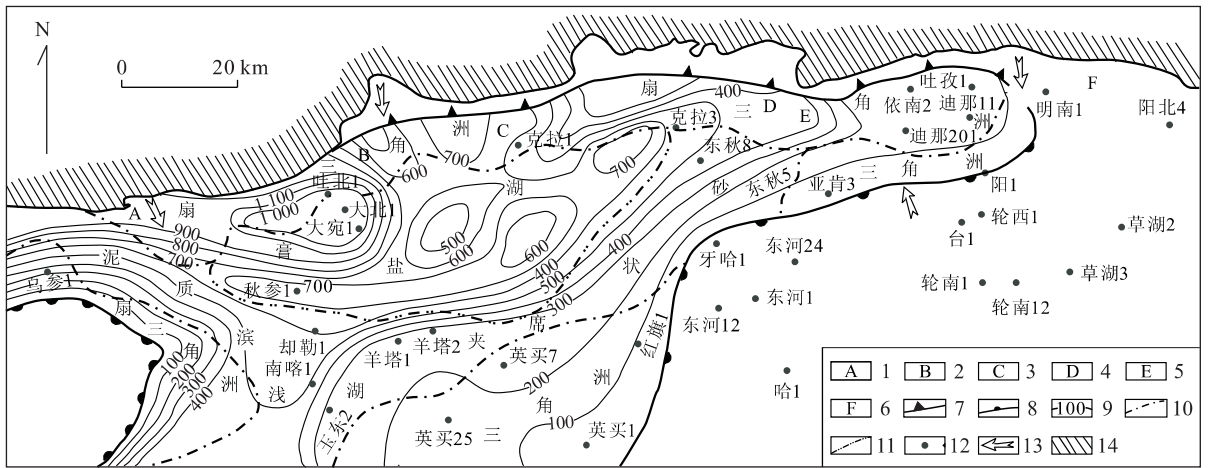 N
0 20 km
扇 400 三 D
角 吐孜1
依南2 迪那11
F
明南1 阳北4
洲 C 克拉1
克拉3 E
洲
迪那201
B 角
三
600 700
700 东秋8
三 角 洲
吐北1
湖
砂 东秋5 亚肯3 阳1
A 扇
1 100
1 000
大北1
大宛1
900
800
700
膏
盐
500
600
600
400
500
300
400
状
轮西1
台1
草湖2
东河24
牙哈1
泥
质
乌参1
秋参1 700
轮南1 草湖3
轮南12
东河1
东河12
扇
三
角
洲
100
200
300
400
滨
浅
湖
却勒1
南喀1
羊塔1 羊塔2
夹
席
红旗1
英买7
200
洲
角
100
三
玉东2
英买25
英买1
哈1
A 1 B 2 C 3 D 4 E 5
F 6 7 8 100 9 10
11 12 13 14